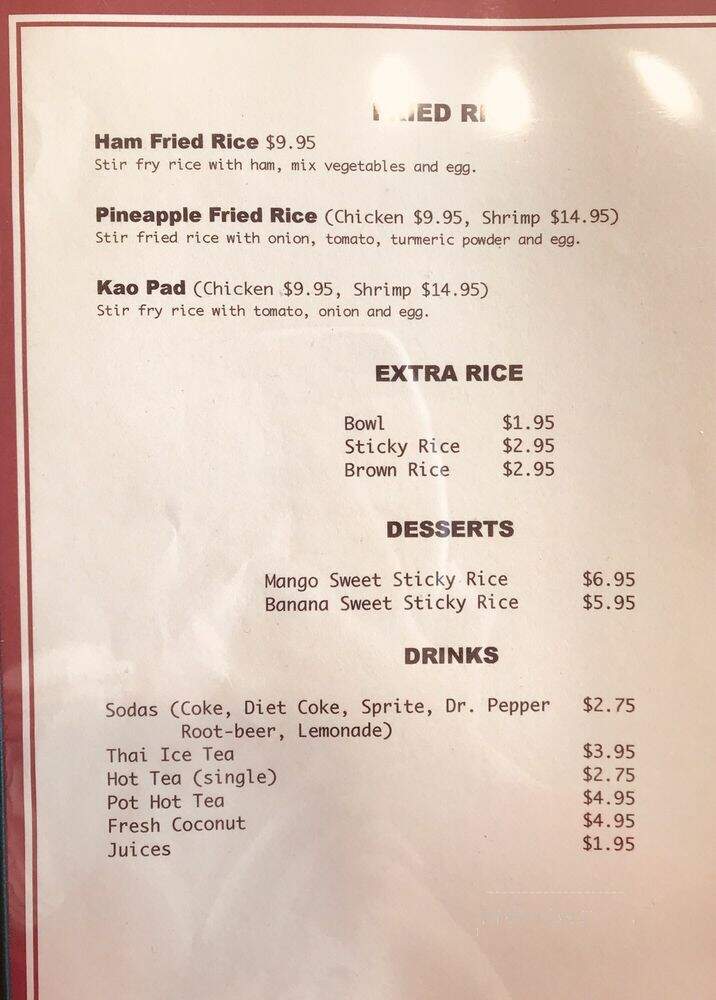 RI
Ham Fried Rice $9.95
Stir fry rice with ham, mix vegetables and egg.
Pineapple Fried Rice (Chicken $9.95, Shrimp $14.95)
Stir fried rice with onion, tomato, turmeric powder and egg.
Kao Pad (Chicken $9.95, Shrimp $14.95)
Stir fry rice with tomato, onion and egg.
EXTRA RICE
Bowl $1.95
Sticky Rice $2.95
Brown Rice $2.95
DESSERTS
Mango Sweet Sticky Rice $6.95
Banana Sweet Sticky Rice $5.95
DRINKS
Sodas (Coke, Diet Coke, Sprite, Dr. Pepper $2.75
Root-beer, Lemonade)
Thai Ice Tea $3.95
Hot Tea (single) $2.75
Pot Hot Tea $4.95
Fresh Coconut $4.95
Juices $1.95